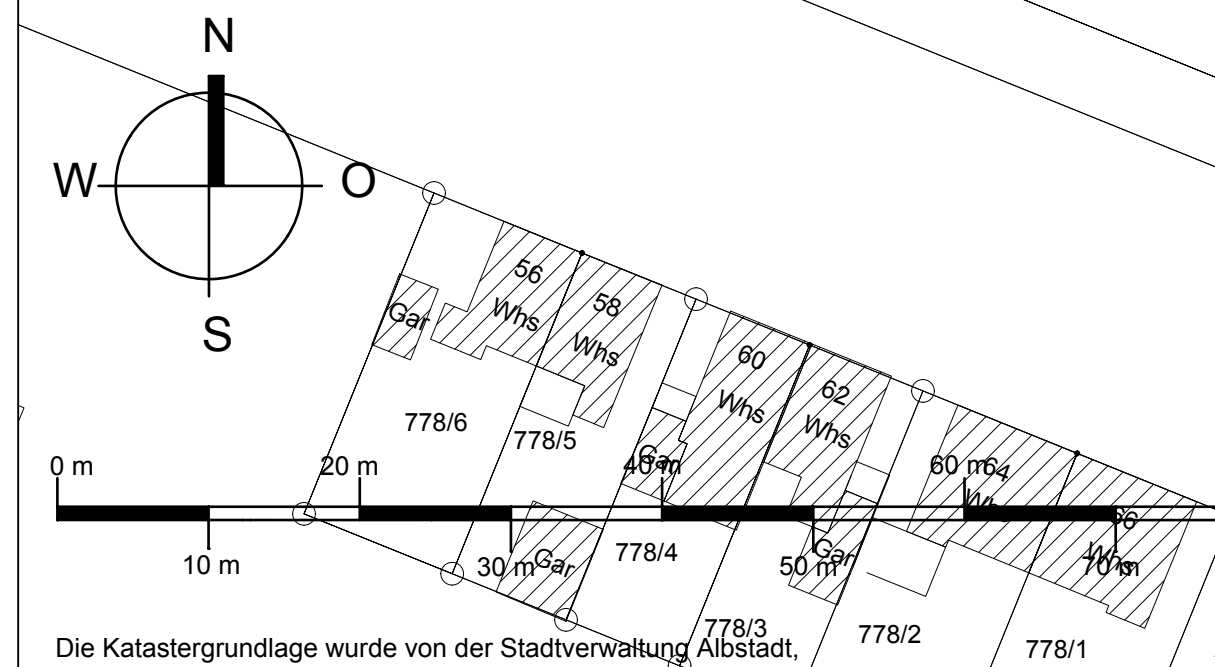 N
W
O
S
56
Whs
58
Whs
Gar
60
Whs
62
Whs
778/6
778/5
0 m
20 m
Gar
40 m
60 m
64
Whs
66
Whs
10 m
30 m
Gar
778/4
50 m
Gar
70 m
778/3
778/2
778/1
Die Katastergrundlage wurde von der Stadtverwaltung Albstadt,